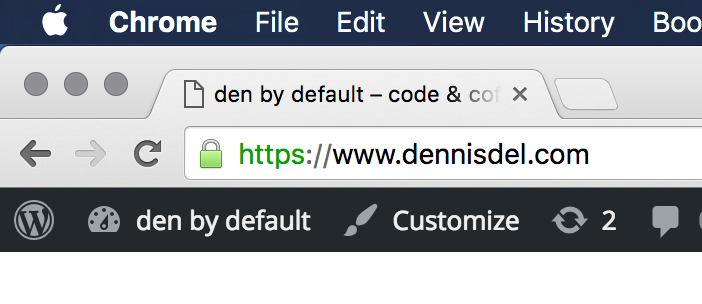 Chrome File Edit View History Boo
den by default – code & cof
https://www.dennisdel.com
den by default Customize 2